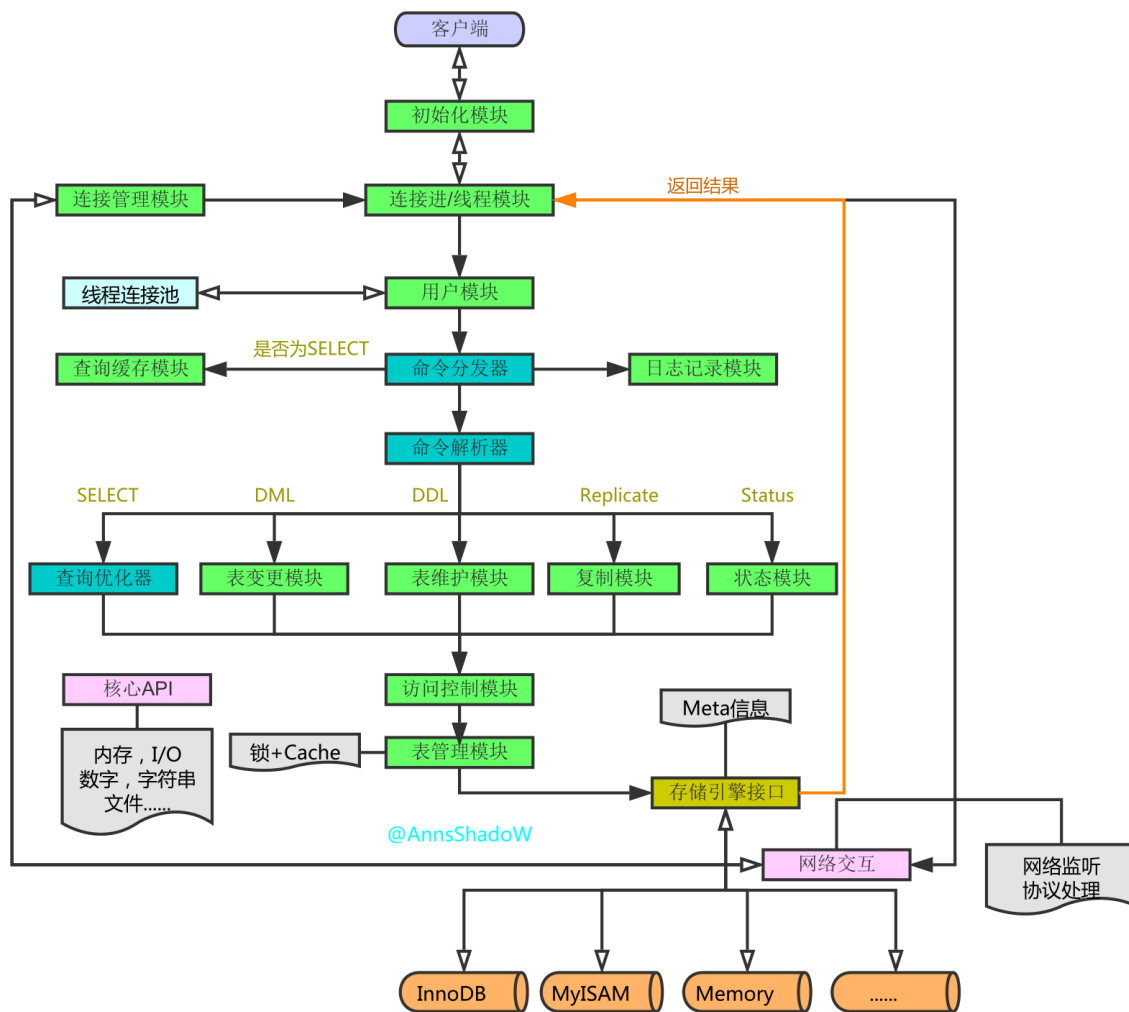 客户端
初始化模块
返回结果
连接管理模块
连接进/线程模块
线程连接池
用户模块
是否为SELECT
查询缓存模块
命令分发器
日志记录模块
命令解析器
SELECT
DML
DDL
Replicate
Status
查询优化器
表变更模块
表维护模块
复制模块
状态模块
核心API
访问控制模块
Meta信息
内存，I/O
数字，字符串
文件......
锁+Cache
表管理模块
存储引擎接口
@AnnsShadoW
网络交互
网络监听
协议处理
InnoDB
MyISAM
Memory
......